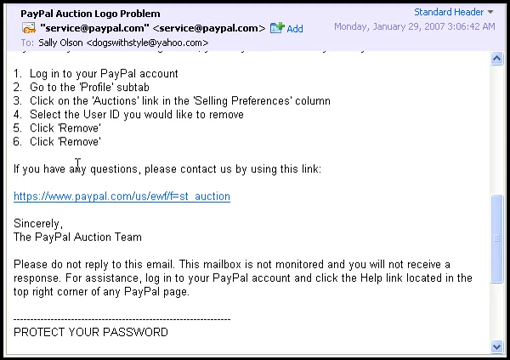 PayPal Auction Logo Problem
Standard Header
"service@paypal.com" <service@paypal.com> Add
Monday, January 29, 2007 3:06:42 AM
To: Sally Olson <dogswithstyle@yahoo.com>
1. Log in to your PayPal account
2. Go to the 'Profile' subtab
3. Click on the 'Auctions' link in the 'Selling Preferences' column
4. Select the User ID you would like to remove
5. Click 'Remove'
6. Click 'Remove'
If you have any questions, please contact us by using this link:
https://www.paypal.com/us/ewf/f=st_auction
Sincerely,
The PayPal Auction Team
Please do not reply to this email. This mailbox is not monitored and you will not receive a
response. For assistance, log in to your PayPal account and click the Help link located in the
top right corner of any PayPal page.
----------------------------------------------------------------
PROTECT YOUR PASSWORD